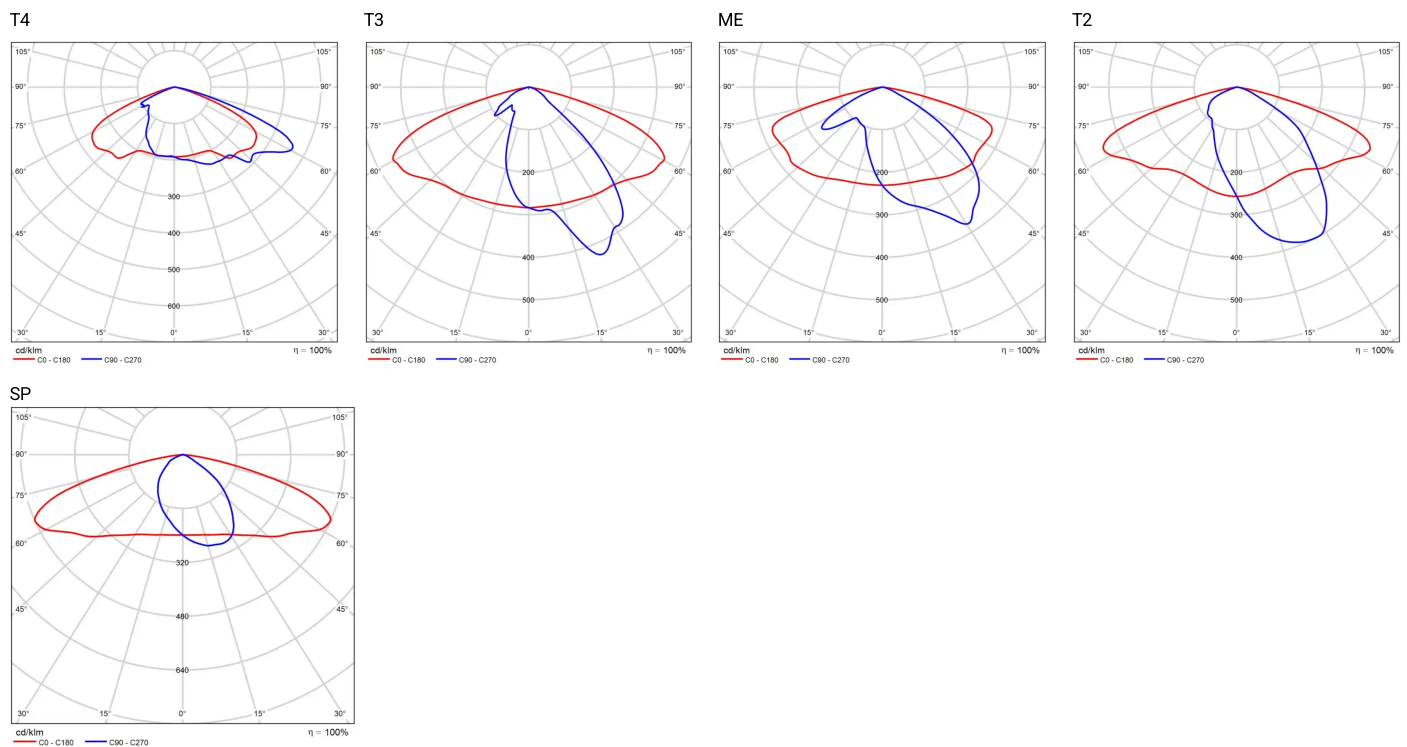 T4 T3 ME T2
105° 105° 105° 105° 105° 105° 105° 105°
90° 90° 90° 90° 90° 90° 90° 90°
75° 75° 75° 75° 75° 75° 75° 75°
60° 60° 200 60° 60° 200 60° 60° 200 60°
300 300 300
45° 400 45° 45° 400 45° 45° 400 45° 45° 400 45°
500 500 500 500
600
30° 15° 0° 15° 30° 30° 15° 0° 15° 30° 30° 15° 0° 15° 30° 30° 15° 0° 15° 30°
cd/klm η = 100% cd/klm η = 100% cd/klm η = 100% cd/klm η = 100%
C0 - C180 C90 - C270 C0 - C180 C90 - C270 C0 - C180 C90 - C270 C0 - C180 C90 - C270
SP
105° 105°
90° 90°
75° 75°
60° 60°
320
45° 45°
480
640
30° 15° 0° 15° 30°
cd/klm η = 100%
C0 - C180 C90 - C270